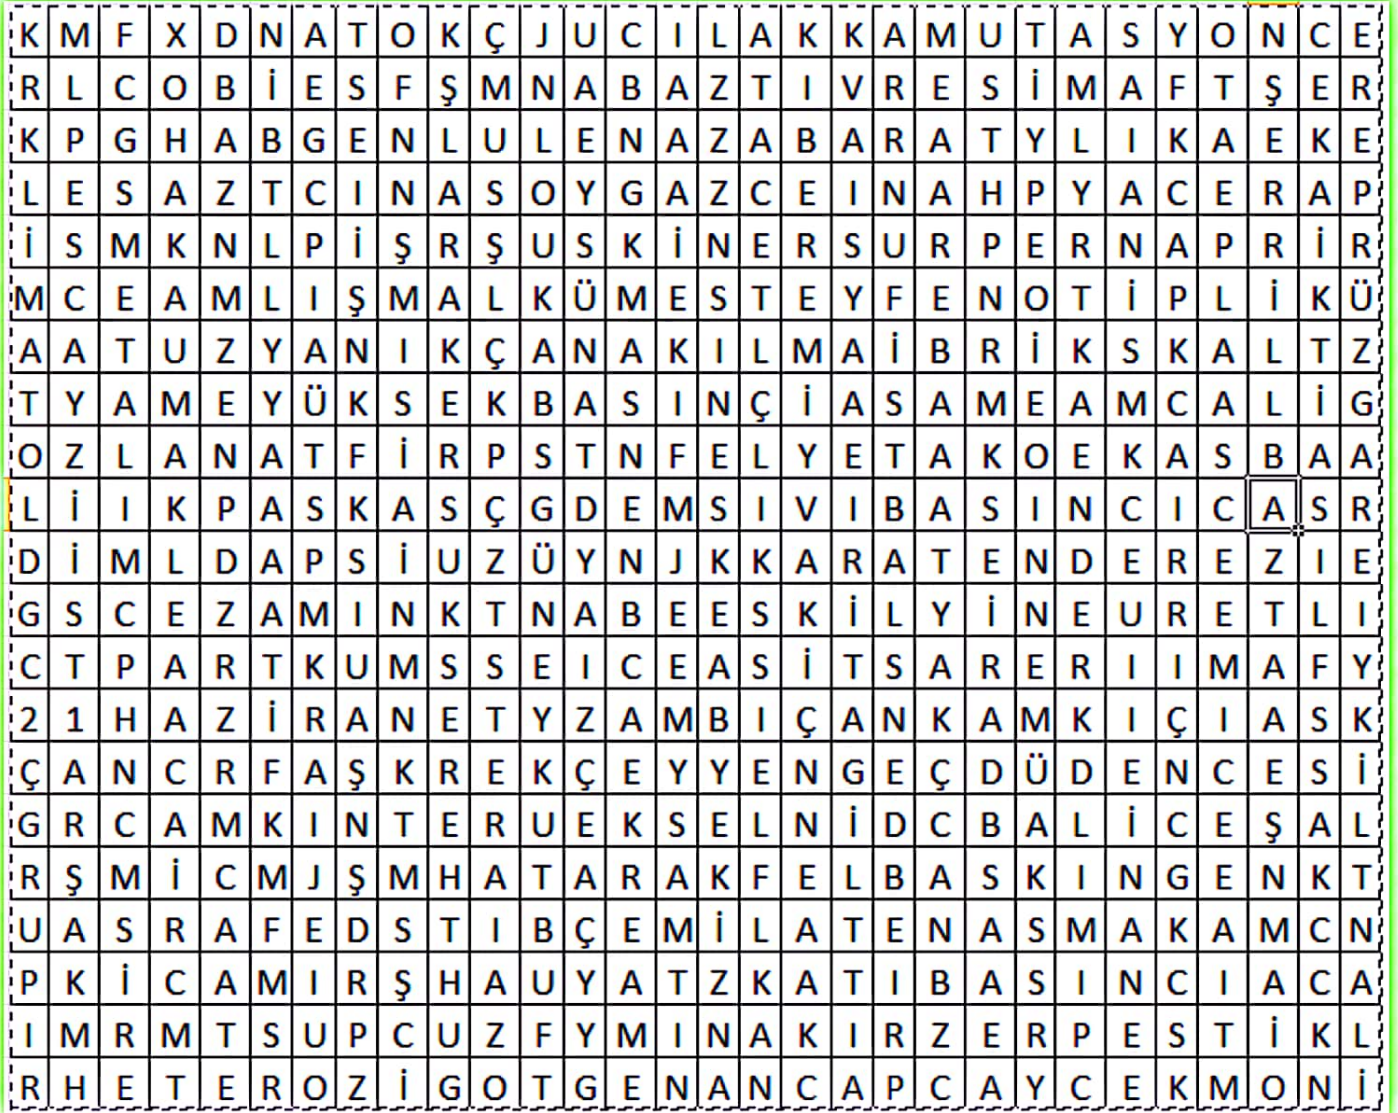 K M F X D N A T O K Ç J U C I L A K K A M U T A S Y O N C E
R L C O B İ E S F Ş M N A B A Z T I V R E S İ M A F T Ş E R
K P G H A B G E N L U L E N A Z A B A R A T Y L I K A E K E
L E S A Z T C I N A S O Y G A Z C E I N A H P Y A C E R A P
İ S M K N L P İ Ş R Ş U S K İ N E R S U R P E R N A P R İ R
M C E A M L I Ş M A L K Ü M E S T E Y F E N O T İ P L İ K Ü
A A T U Z Y A N I K Ç A N A K I L M A İ B R İ K S K A L T Z
T Y A M E Y Ü K S E K B A S I N Ç İ A S A M E A M C A L İ G
O Z L A N A T F İ R P S T N F E L Y E T A K O E K A S B A A
L İ I K P A S K A S Ç G D E M S I V I B A S I N C I C A S R
D İ M L D A P S İ U Z Ü Y N J K K A R A T E N D E R E Z I E
G S C E Z A M I N K T N A B E E S K İ L Y İ N E U R E T L I
C T P A R T K U M S S E I C E A S İ T S A R E R I I M A F Y
2 1 H A Z İ R A N E T Y Z A M B I Ç A N K A M K I Ç I A S K
Ç A N C R F A Ş K R E K Ç E Y Y E N G E Ç D Ü D E N C E S İ
G R C A M K I N T E R U E K S E L N İ D C B A L İ C E Ş A L
R Ş M İ C M J Ş M H A T A R A K F E L B A S K I N G E N K T
U A S R A F E D S T I B Ç E M İ L A T E N A S M A K A M C N
P K İ C A M I R Ş H A U Y A T Z K A T I B A S I N C I A C A
I M R M T S U P C U Z F Y M I N A K I R Z E R P E S T İ K L
R H E T E R O Z İ G O T G E N A N C A P C A Y C E K M O N İ